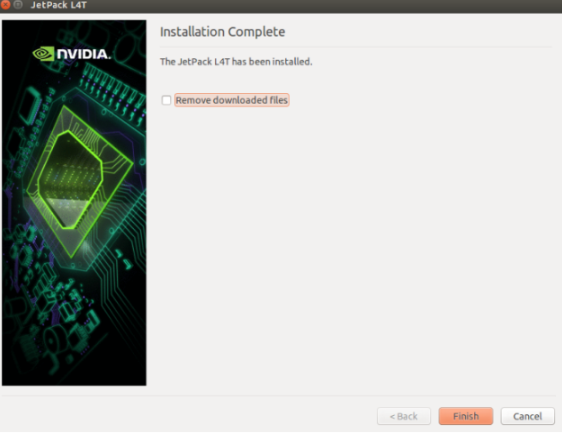 JetPack L4T
NVIDIA.
Installation Complete
The JetPack L4T has been installed.
Remove downloaded files
< Back
Finish
Cancel